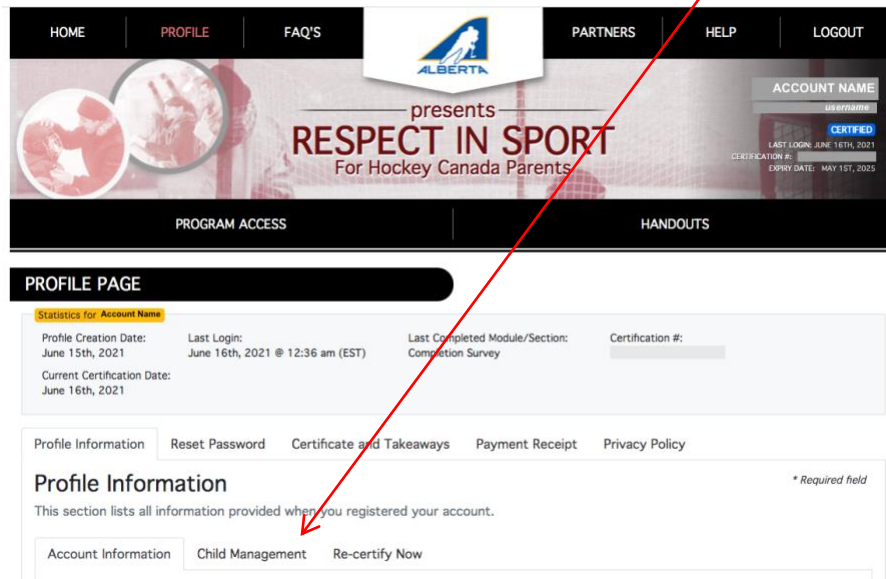 HOME PROFILE FAQ'S PARTNERS HELP LOGOUT
ALBERTA
presents
RESPECT IN SPORT
For Hockey Canada Parents
ACCOUNT NAME
username
CERTIFIED
LAST LOGIN: JUNE 16TH, 2021
CERTIFICATION #:
EXPIRY DATE: MAY 1ST, 2025
PROGRAM ACCESS HANDOUTS
PROFILE PAGE
Statistics for Account Name
Profile Creation Date: Last Login: Last Completed Module/Section: Certification #:
June 15th, 2021 June 16th, 2021 @ 12:36 am (EST) Completion Survey
Current Certification Date:
June 16th, 2021
Profile Information Reset Password Certificate and Takeaways Payment Receipt Privacy Policy
Profile Information * Required field
This section lists all information provided when you registered your account.
Account Information Child Management Re-certify Now